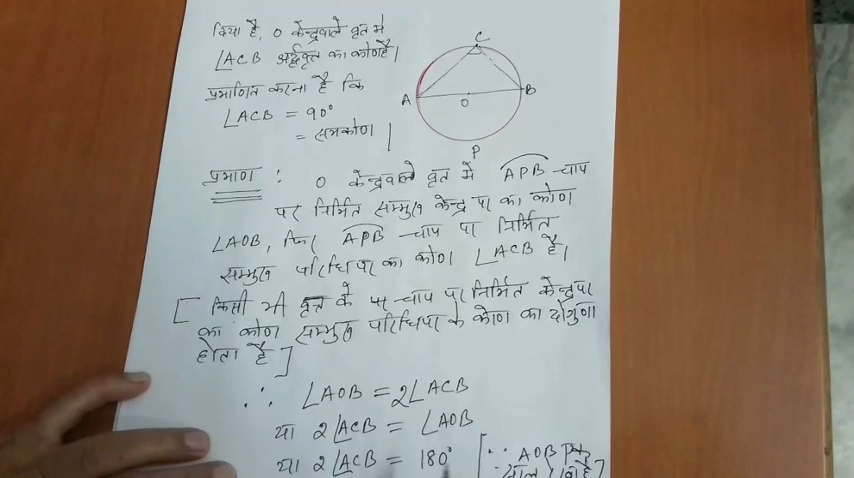 दिया है, O केन्द्रवाले वृत में
∠ACB अर्द्धवृत का कोण है।
प्रमाणित करना है कि
∠ACB = 90°
= समकोण।
C
A
O
B
P
प्रमाण : O केन्द्रवाले वृत में APB चाप
पर निर्मित सम्मुख केन्द्र पर का कोण
∠AOB, फिर APB चाप पर निर्मित
सम्मुख परिधि पर का कोण ∠ACB है।
[किसी भी वृत के चाप पर निर्मित केन्द्र पर
का कोण सम्मुख परिधि पर के कोण का दोगुणा
होता है]
∴ ∠AOB = 2∠ACB
या 2∠ACB = ∠AOB
या 2∠ACB = 180° [∵ AOB